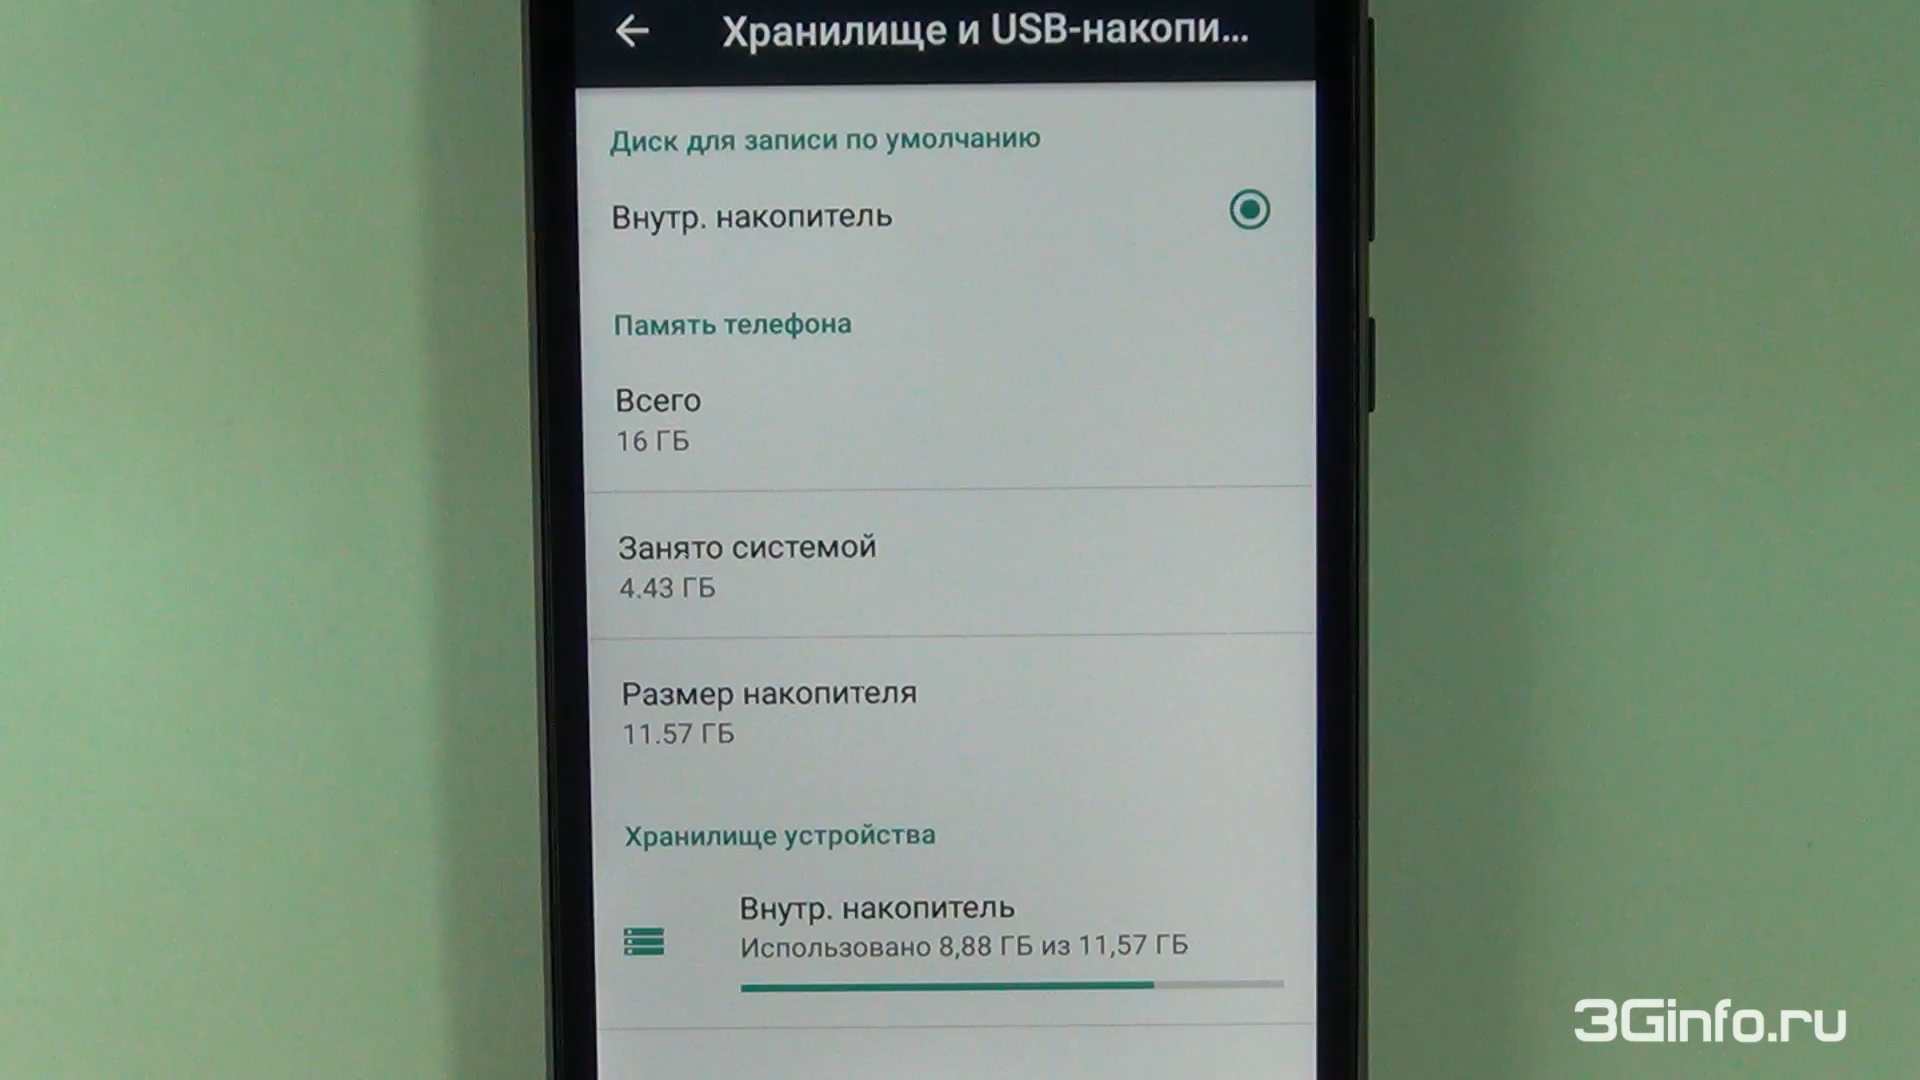 Хранилище и USB-накопи...
Диск для записи по умолчанию
Внутр. накопитель
Память телефона
Всего
16 ГБ
Занято системой
4.43 ГБ
Размер накопителя
11.57 ГБ
Хранилище устройства
Внутр. накопитель
Использовано 8,88 ГБ из 11,57 ГБ
3Ginfo.ru